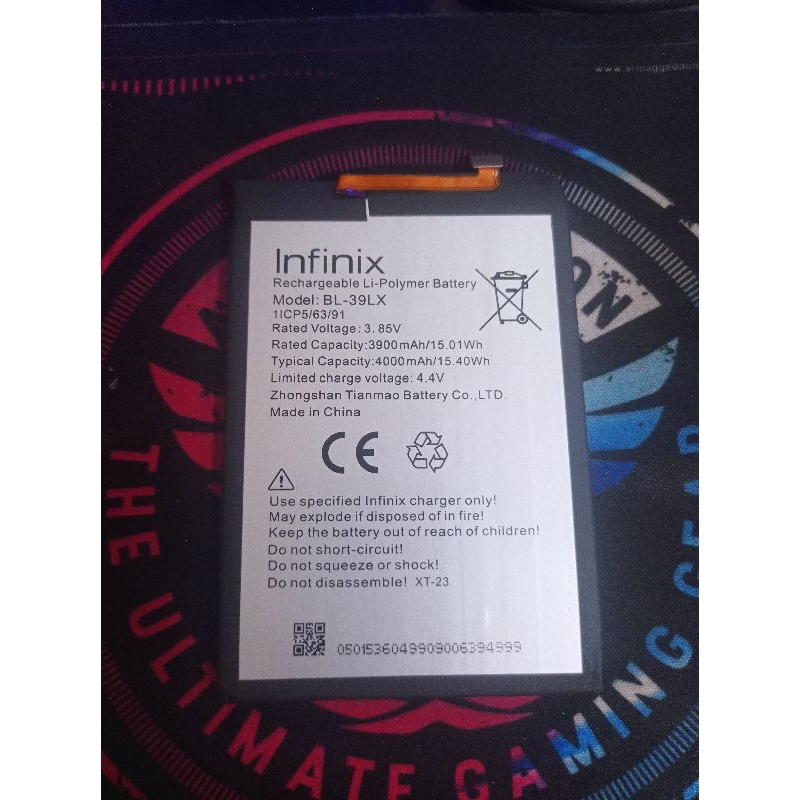 www.armaggeddon
Infinix
Rechargeable Li-Polymer Battery
Model: BL-39LX
1ICP5/63/91
Rated Voltage: 3.85V
Rated Capacity:3900mAh/15.01Wh
Typical Capacity:4000mAh/15.40Wh
Limited charge voltage: 4.4V
Zhongshan Tianmao Battery Co.,LTD.
Made in China
CE
Use specified Infinix charger only!
May explode if disposed of in fire!
Keep the battery out of reach of children!
Do not short-circuit!
Do not squeeze or shock!
Do not disassemble! XT-23
0501536049909006394999
THE ULTIMATE GAMING GEAR
ON